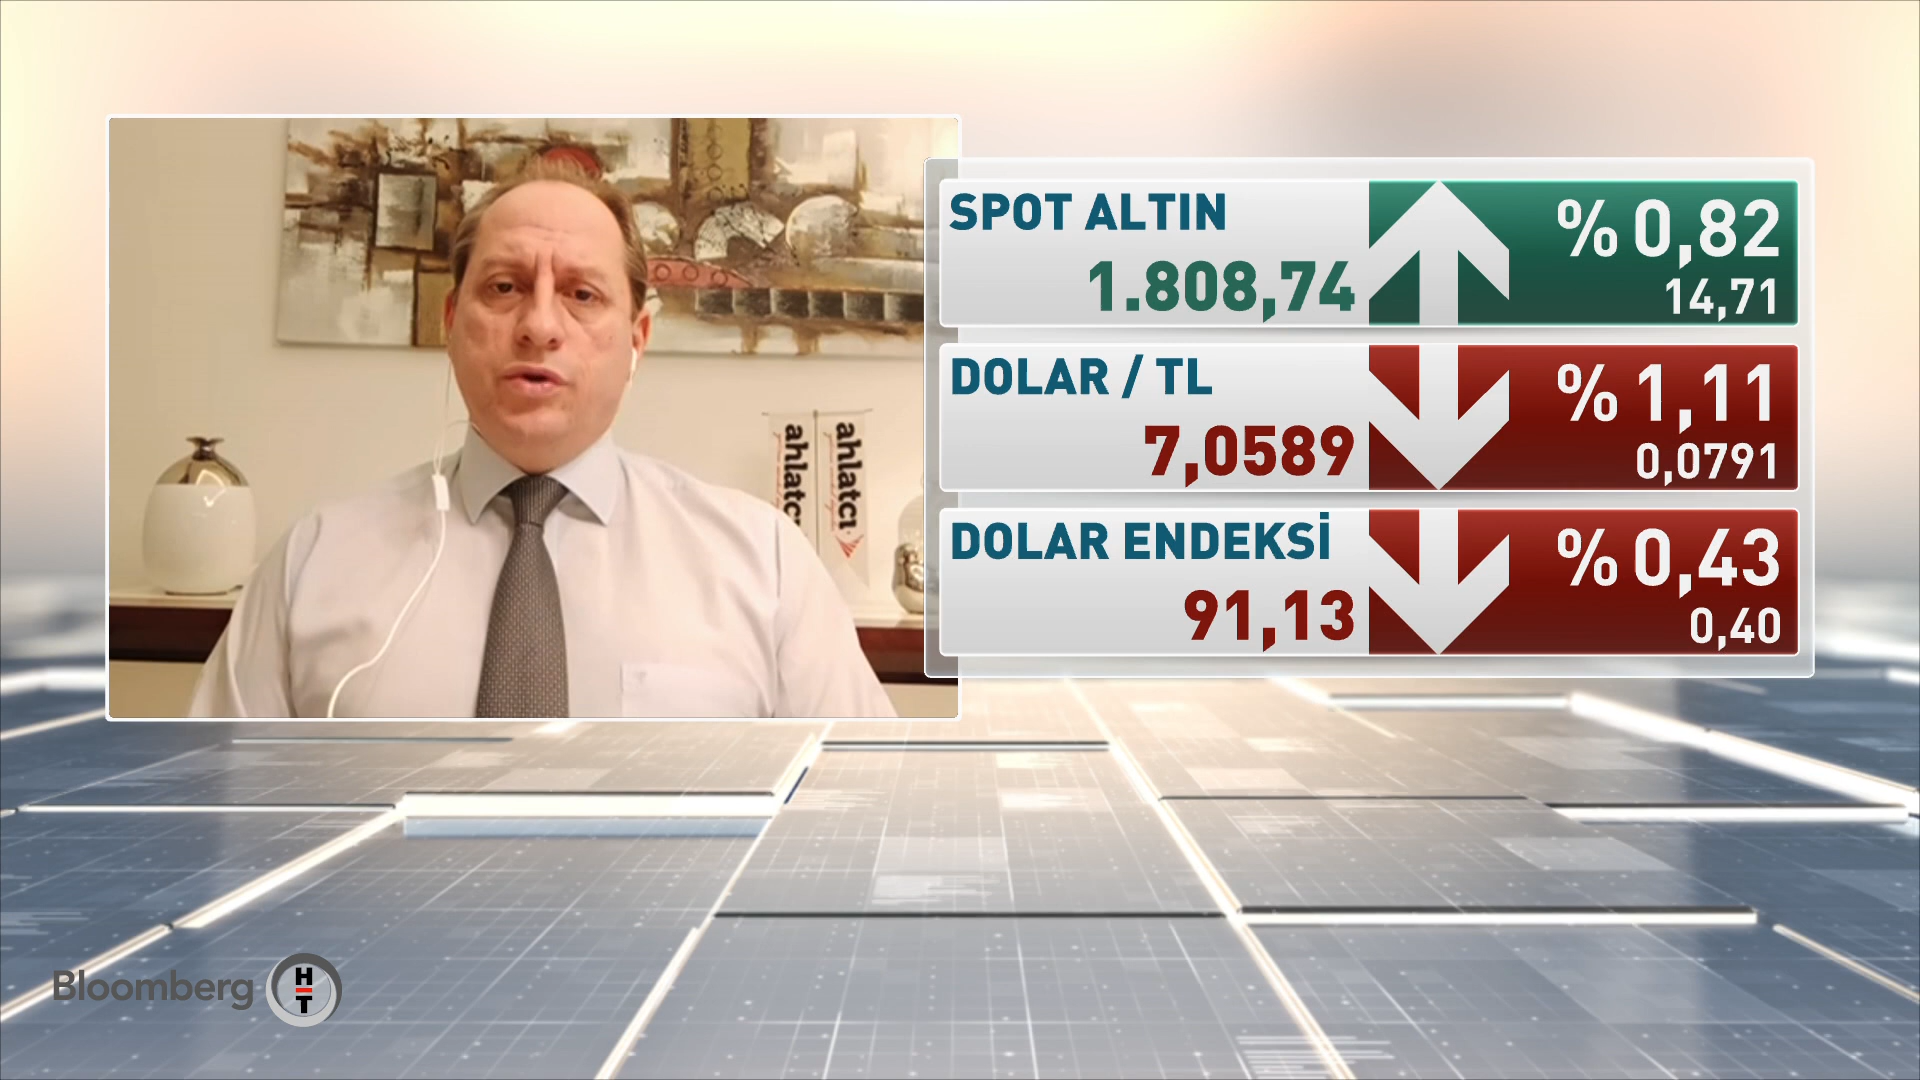 SPOT ALTIN
1.808,74
% 0,82
14,71
DOLAR / TL
7,0589
% 1,11
0,0791
DOLAR ENDEKSİ
91,13
% 0,43
0,40
ahlatcı
ahlatcı
Bloomberg HT